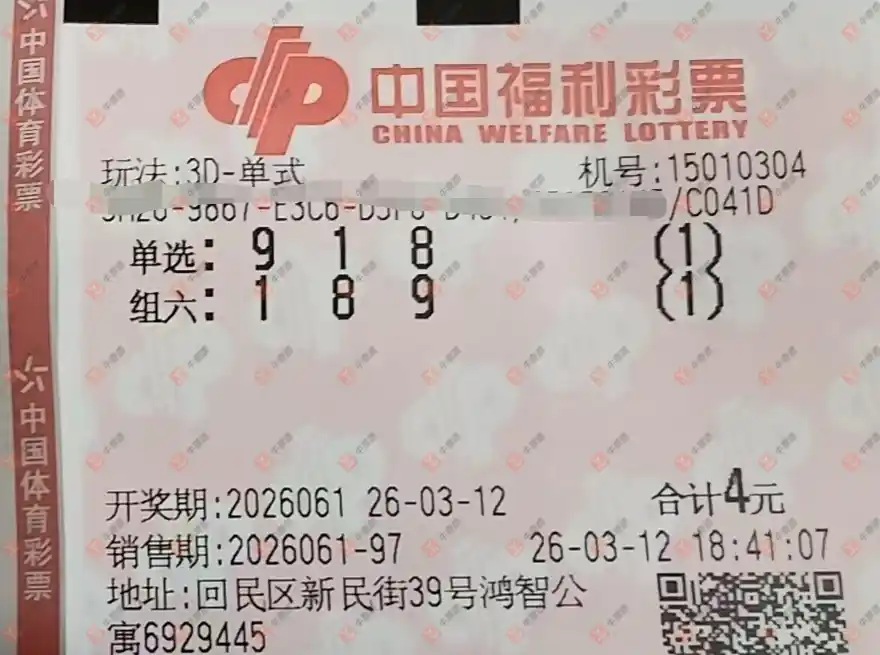 中国体育彩票
中国福利彩票
CHINA WELFARE LOTTERY
玩法:3D-单式 机号:15010304
/C041D
单选: 9 1 8 (1)
组六: 1 8 9 (1)
中国体育彩票
开奖期:2026061 26-03-12 合计4元
销售期:2026061-97 26-03-12 18:41:07
地址:回民区新民街39号鸿智公
寓6929445